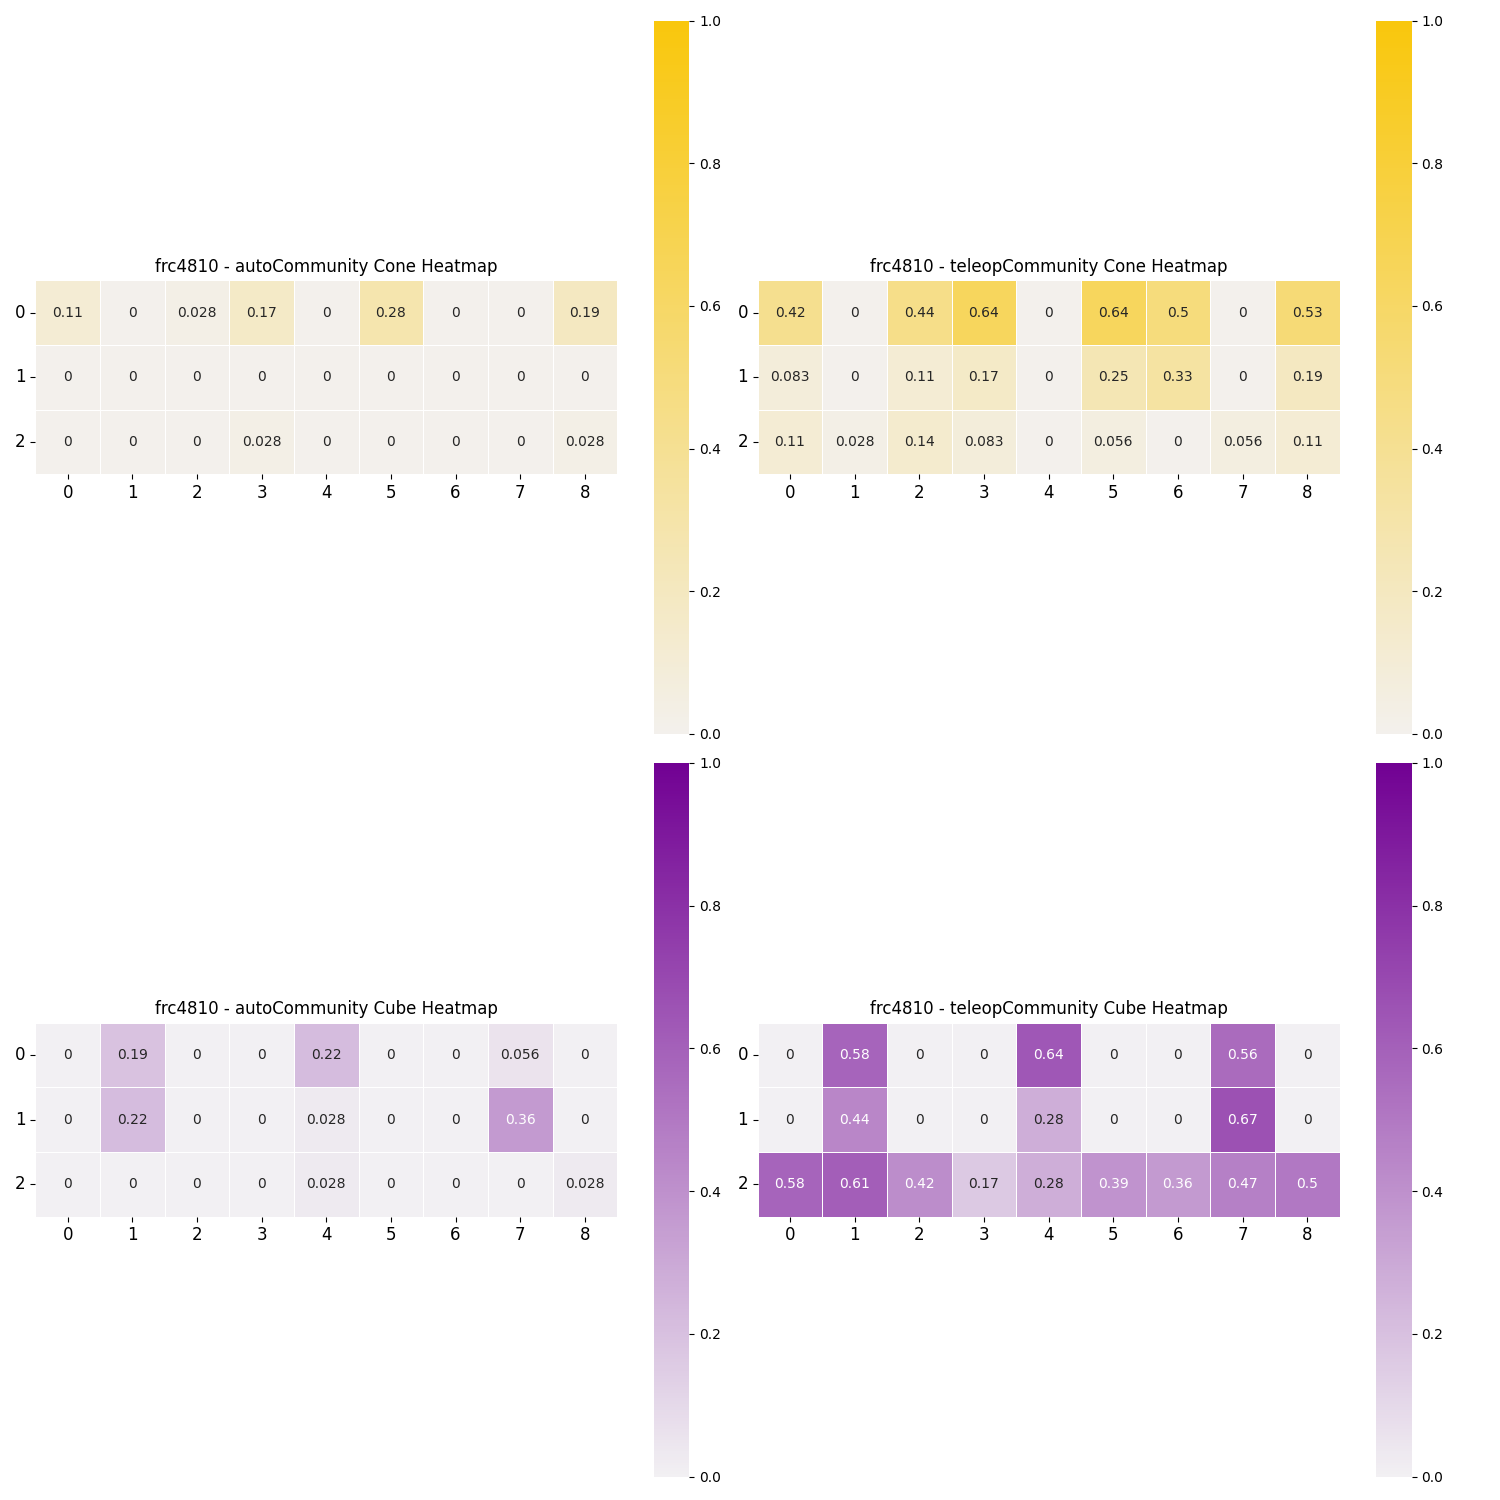 frc4810 - autoCommunity Cone Heatmap
0 0.11 0 0.028 0.17 0 0.28 0 0 0.19
1 0 0 0 0 0 0 0 0 0
2 0 0 0 0.028 0 0 0 0 0.028
0 1 2 3 4 5 6 7 8
1.0
0.8
0.6
0.4
0.2
0.0
frc4810 - teleopCommunity Cone Heatmap
0 0.42 0 0.44 0.64 0 0.64 0.5 0 0.53
1 0.083 0 0.11 0.17 0 0.25 0.33 0 0.19
2 0.11 0.028 0.14 0.083 0 0.056 0 0.056 0.11
0 1 2 3 4 5 6 7 8
1.0
0.8
0.6
0.4
0.2
0.0
frc4810 - autoCommunity Cube Heatmap
0 0 0.19 0 0 0.22 0 0 0.056 0
1 0 0.22 0 0 0.028 0 0 0.36 0
2 0 0 0 0 0.028 0 0 0 0.028
0 1 2 3 4 5 6 7 8
1.0
0.8
0.6
0.4
0.2
0.0
frc4810 - teleopCommunity Cube Heatmap
0 0 0.58 0 0 0.64 0 0 0.56 0
1 0 0.44 0 0 0.28 0 0 0.67 0
2 0.58 0.61 0.42 0.17 0.28 0.39 0.36 0.47 0.5
0 1 2 3 4 5 6 7 8
1.0
0.8
0.6
0.4
0.2
0.0